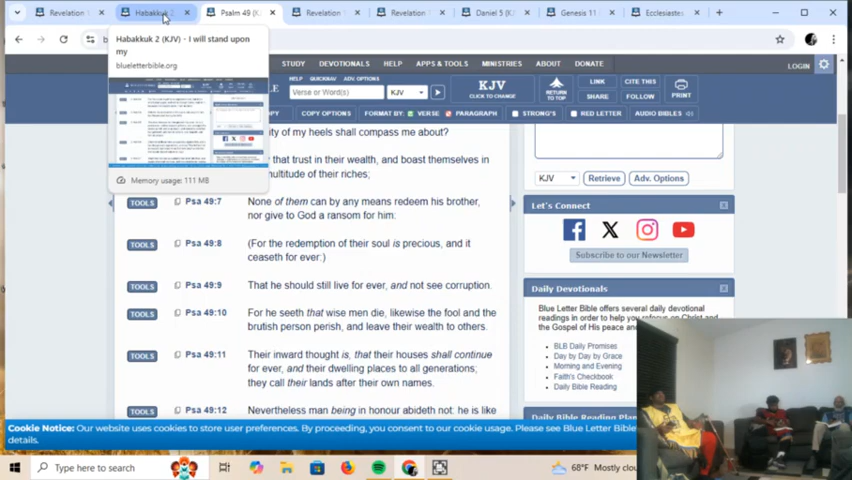 Revelation 1
Habakkuk 2
Psalm 49 (KJ
Revelation 1
Revelation 1
Daniel 5 (KJ
Genesis 11
Ecclesiastes
Habakkuk 2 (KJV) - I will stand upon
my
blueletterbible.org
Memory usage: 111 MB
STUDY
DEVOTIONALS
HELP
APPS & TOOLS
MINISTRIES
ABOUT
DONATE
LOGIN
HELP
QUICKNAV
ADV. OPTIONS
Verse or Word(s)
KJV
KJV
CLICK TO CHANGE
RETURN
TO TOP
LINK
CITE THIS
SHARE
FOLLOW
PRINT
COPY OPTIONS
FORMAT BY:
VERSE
PARAGRAPH
STRONG'S
RED LETTER
AUDIO BIBLES
ity of my heels shall compass me about?
that trust in their wealth, and boast themselves in
multitude of their riches;
TOOLS
Psa 49:7
None of them can by any means redeem his brother,
nor give to God a ransom for him:
TOOLS
Psa 49:8
(For the redemption of their soul is precious, and it
ceaseth for ever:)
TOOLS
Psa 49:9
That he should still live for ever, and not see corruption.
TOOLS
Psa 49:10
For he seeth that wise men die, likewise the fool and the
brutish person perish, and leave their wealth to others.
TOOLS
Psa 49:11
Their inward thought is, that their houses shall continue
for ever, and their dwelling places to all generations;
they call their lands after their own names.
TOOLS
Psa 49:12
Nevertheless man being in honour abideth not: he is like
KJV
Retrieve
Adv. Options
Let's Connect
Subscribe to our Newsletter
Daily Devotionals
Blue Letter Bible offers several daily devotional
readings in order to help you refocus on Christ and
the Gospel of His peace and
BLB Daily Promises
Day by Day by Grace
Morning and Evening
Faith's Checkbook
Daily Bible Reading
Daily Bible Reading Plan
Cookie Notice: Our website uses cookies to store user preferences. By proceeding, you consent to our cookie usage. Please see Blue Letter Bible
details.
Type here to search
68°F Mostly clou